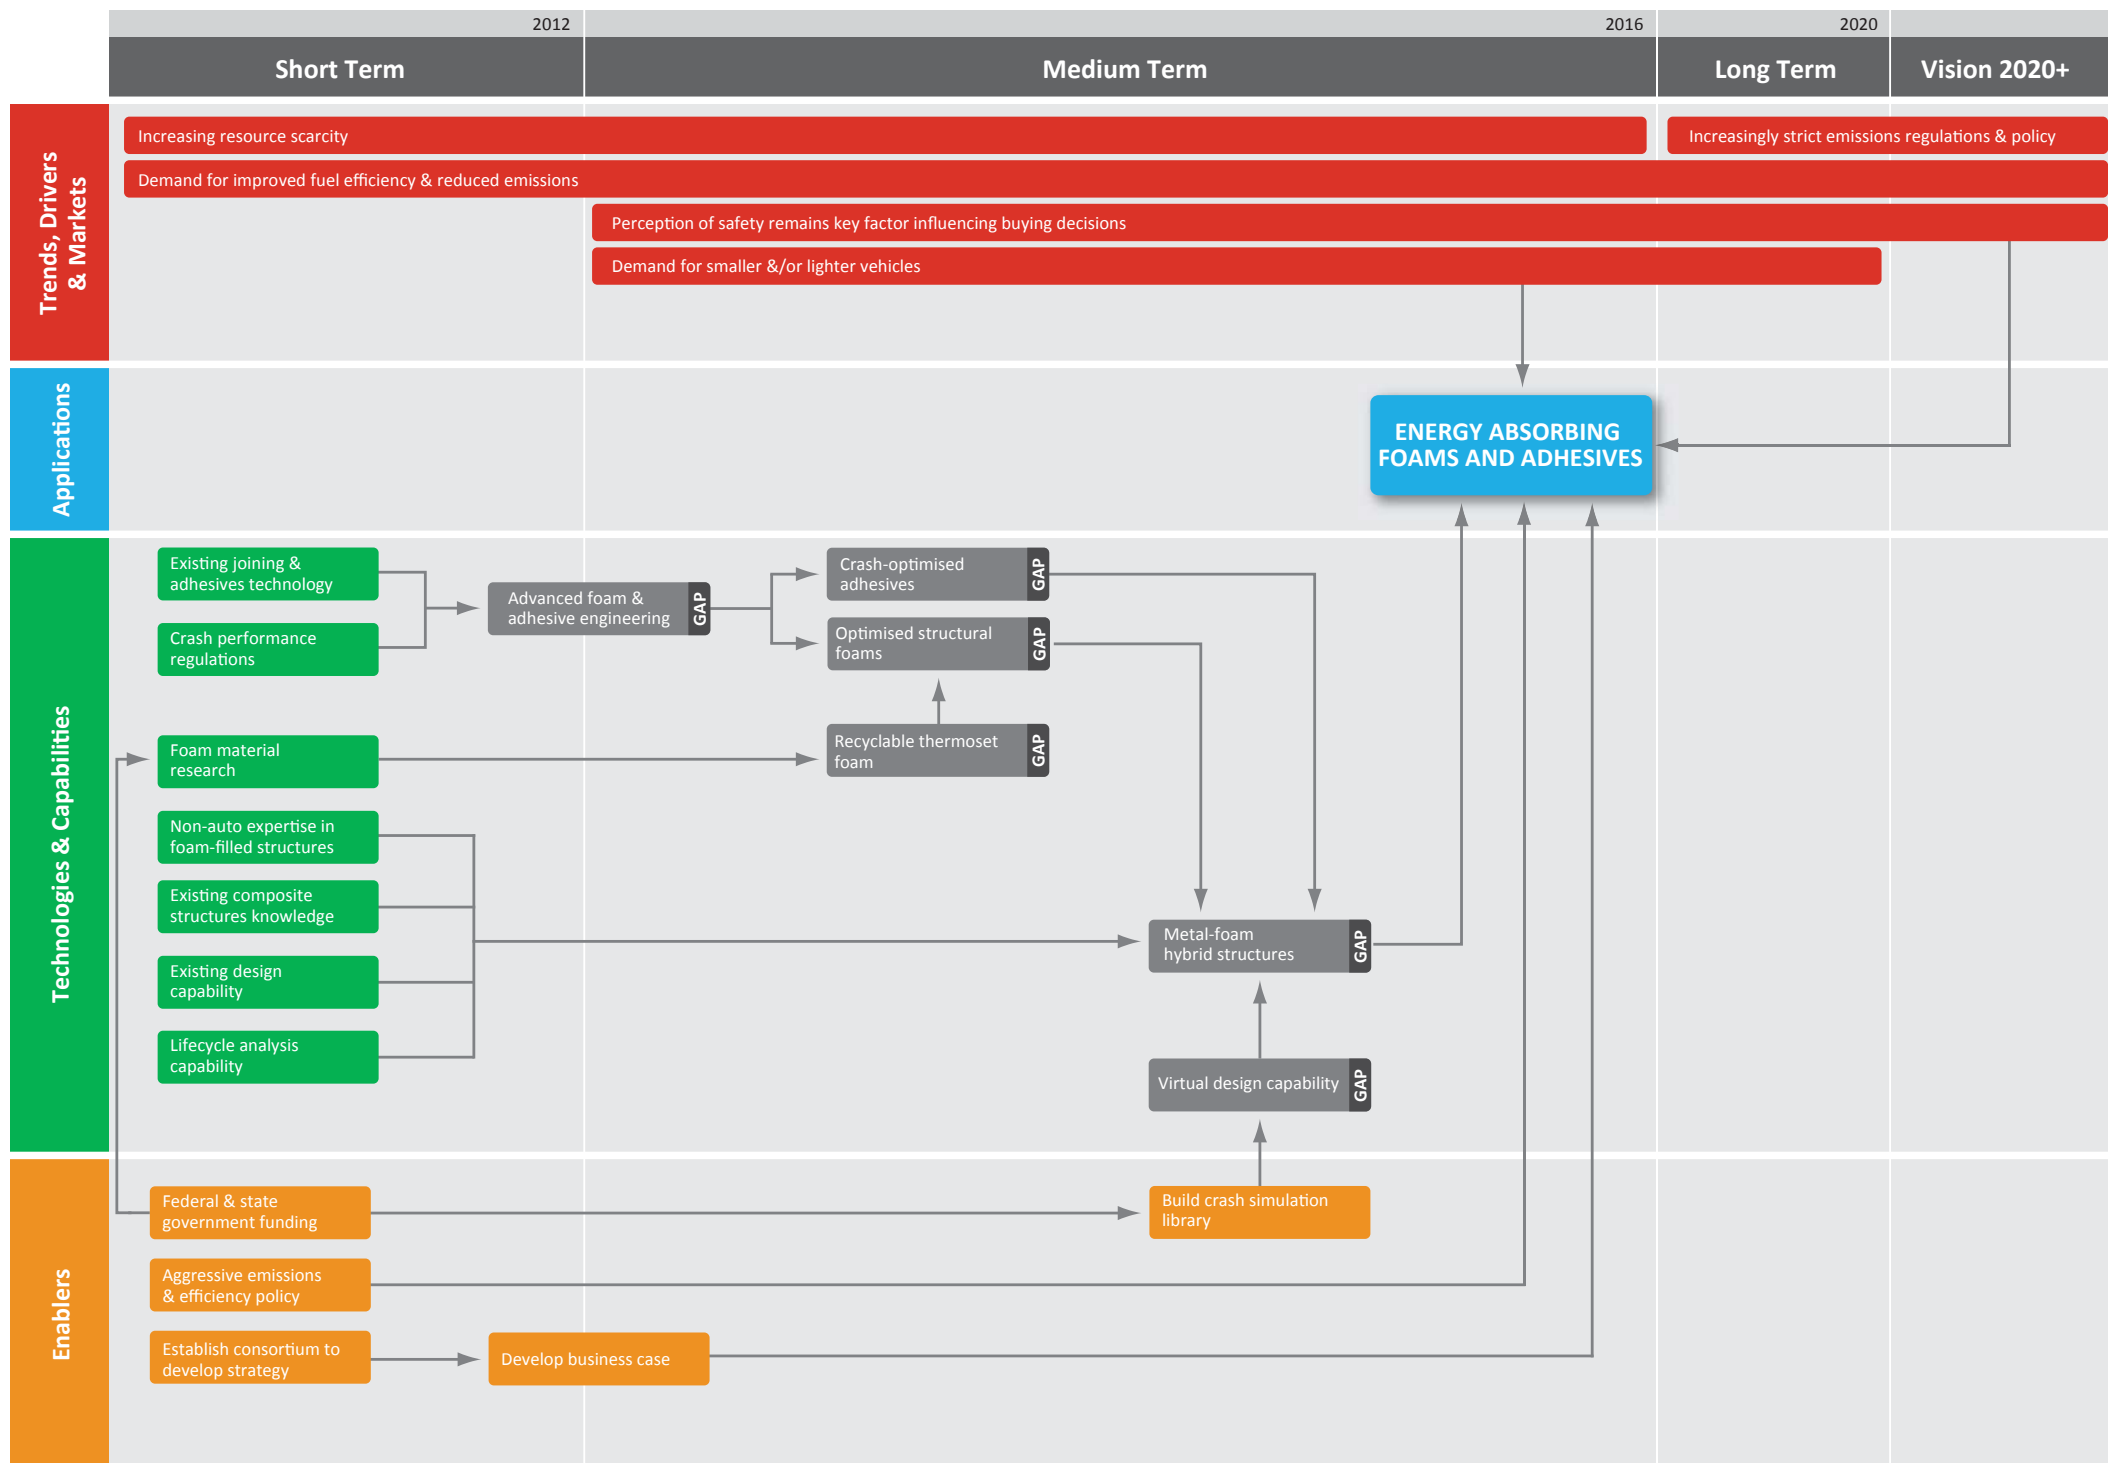 2012
2016
2020
Short Term
Medium Term
Long Term
Vision 2020+
Trends, Drivers
& Markets
Increasing resource scarcity
Increasingly strict emissions regulations & policy
Demand for improved fuel efficiency & reduced emissions
Perception of safety remains key factor influencing buying decisions
Demand for smaller &/or lighter vehicles
Applications
ENERGY ABSORBING
FOAMS AND ADHESIVES
Technologies & Capabilities
Existing joining &
adhesives technology
Crash performance
regulations
Advanced foam &
adhesive engineering
GAP
Crash-optimised
adhesives
GAP
Optimised structural
foams
GAP
Foam material
research
Recyclable thermoset
foam
GAP
Non-auto expertise in
foam-filled structures
Existing composite
structures knowledge
Existing design
capability
Lifecycle analysis
capability
Metal-foam
hybrid structures
GAP
Virtual design capability
GAP
Enablers
Federal & state
government funding
Build crash simulation
library
Aggressive emissions
& efficiency policy
Establish consortium to
develop strategy
Develop business case